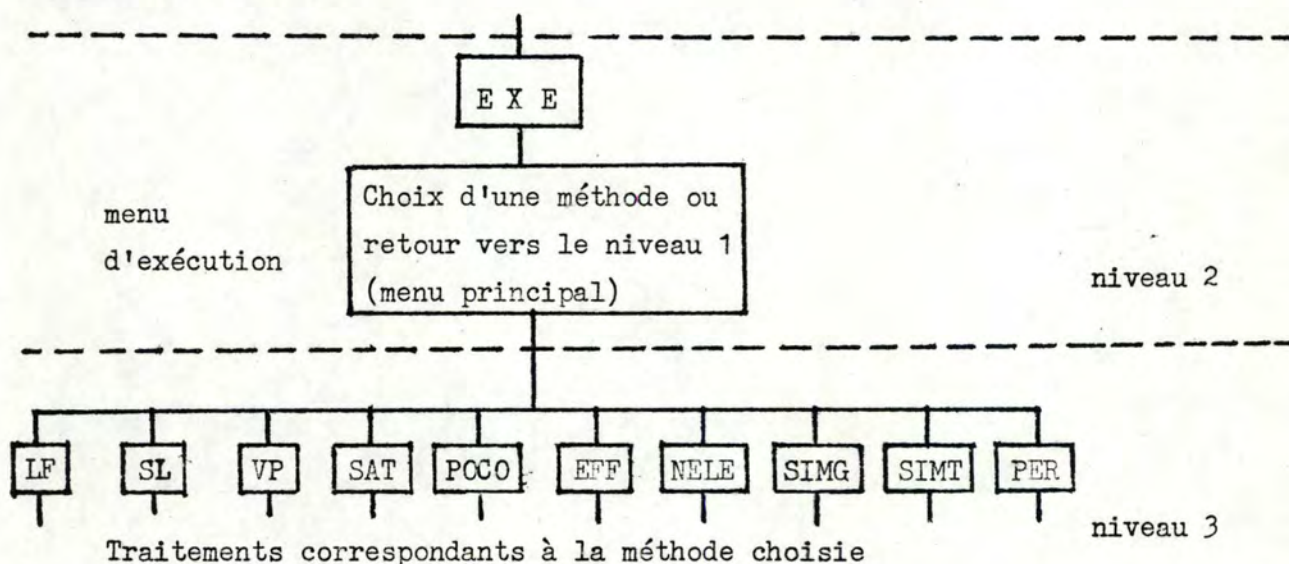 E X E
menu
d'exécution
Choix d'une méthode ou
retour vers le niveau 1
(menu principal)
niveau 2
LF SL VP SAT POCO EFF NELE SIMG SIMT PER
niveau 3
Traitements correspondants à la méthode choisie